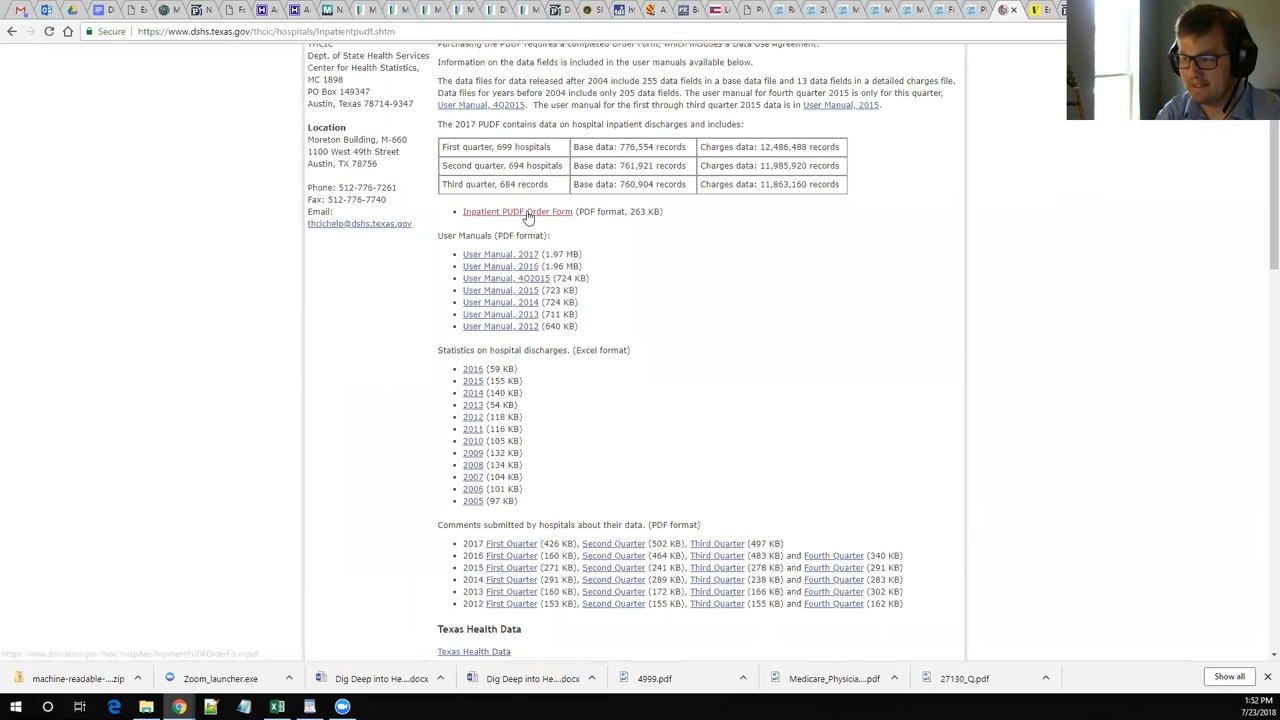 https://www.dshs.texas.gov/thcic/hospitals/Inpatientpudf.shtm
Secure
THCIC
Dept. of State Health Services
Center for Health Statistics,
MC 1898
PO Box 149347
Austin, Texas 78714-9347
Location
Moreton Building, M-660
1100 West 49th Street
Austin, TX 78756
Phone: 512-776-7261
Fax: 512-776-7740
Email:
thcichelp@dshs.texas.gov
Purchasing the PUDF requires a completed Order Form, which includes a Data Use Agreement.
Information on the data fields is included in the user manuals available below.
The data files for data released after 2004 include 255 data fields in a base data file and 13 data fields in a detailed charges file.
Data files for years before 2004 include only 205 data fields. The user manual for fourth quarter 2015 is only for this quarter,
User Manual, 4Q2015. The user manual for the first through third quarter 2015 data is in User Manual, 2015.
The 2017 PUDF contains data on hospital inpatient discharges and includes:
First quarter, 699 hospitals Base data: 776,554 records Charges data: 12,486,488 records
Second quarter, 694 hospitals Base data: 761,921 records Charges data: 11,985,920 records
Third quarter, 684 records Base data: 760,904 records Charges data: 11,863,160 records
• Inpatient PUDF Order Form (PDF format, 263 KB)
User Manuals (PDF format):
• User Manual, 2017 (1.97 MB)
• User Manual, 2016 (1.96 MB)
• User Manual, 4Q2015 (724 KB)
• User Manual, 2015 (723 KB)
• User Manual, 2014 (724 KB)
• User Manual, 2013 (711 KB)
• User Manual, 2012 (640 KB)
Statistics on hospital discharges. (Excel format)
• 2016 (59 KB)
• 2015 (155 KB)
• 2014 (140 KB)
• 2013 (54 KB)
• 2012 (118 KB)
• 2011 (116 KB)
• 2010 (105 KB)
• 2009 (132 KB)
• 2008 (134 KB)
• 2007 (104 KB)
• 2006 (101 KB)
• 2005 (97 KB)
Comments submitted by hospitals about their data. (PDF format)
• 2017 First Quarter (426 KB), Second Quarter (502 KB), Third Quarter (497 KB)
• 2016 First Quarter (160 KB), Second Quarter (464 KB), Third Quarter (483 KB) and Fourth Quarter (340 KB)
• 2015 First Quarter (271 KB), Second Quarter (241 KB), Third Quarter (278 KB) and Fourth Quarter (291 KB)
• 2014 First Quarter (291 KB), Second Quarter (289 KB), Third Quarter (238 KB) and Fourth Quarter (283 KB)
• 2013 First Quarter (160 KB), Second Quarter (172 KB), Third Quarter (166 KB) and Fourth Quarter (302 KB)
• 2012 First Quarter (153 KB), Second Quarter (155 KB), Third Quarter (155 KB) and Fourth Quarter (162 KB)
Texas Health Data
Texas Health Data
https://www.dshs.texas.gov/thcic/hospitals/InpatientPUDFOrderForm.pdf
machine-readable-....zip
Zoom_launcher.exe
Dig Deep into He....docx
Dig Deep into He....docx
4999.pdf
Medicare_Physicia....pdf
27130_Q.pdf
Show all
1:52 PM
7/23/2018